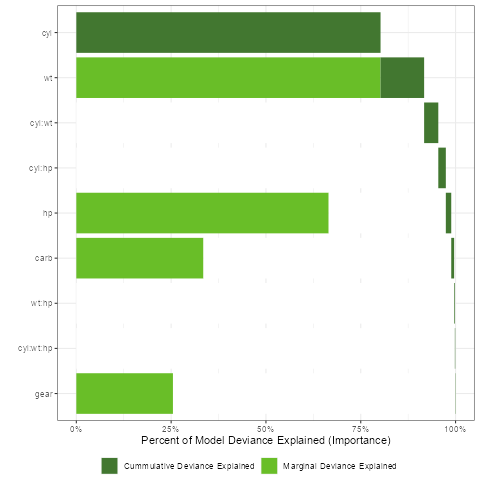 cyl
wt
cyl:wt
cyl:hp
hp
carb
wt:hp
cyl:wt:hp
gear
0% 25% 50% 75% 100%
Percent of Model Deviance Explained (Importance)
Cummulative Deviance Explained Marginal Deviance Explained